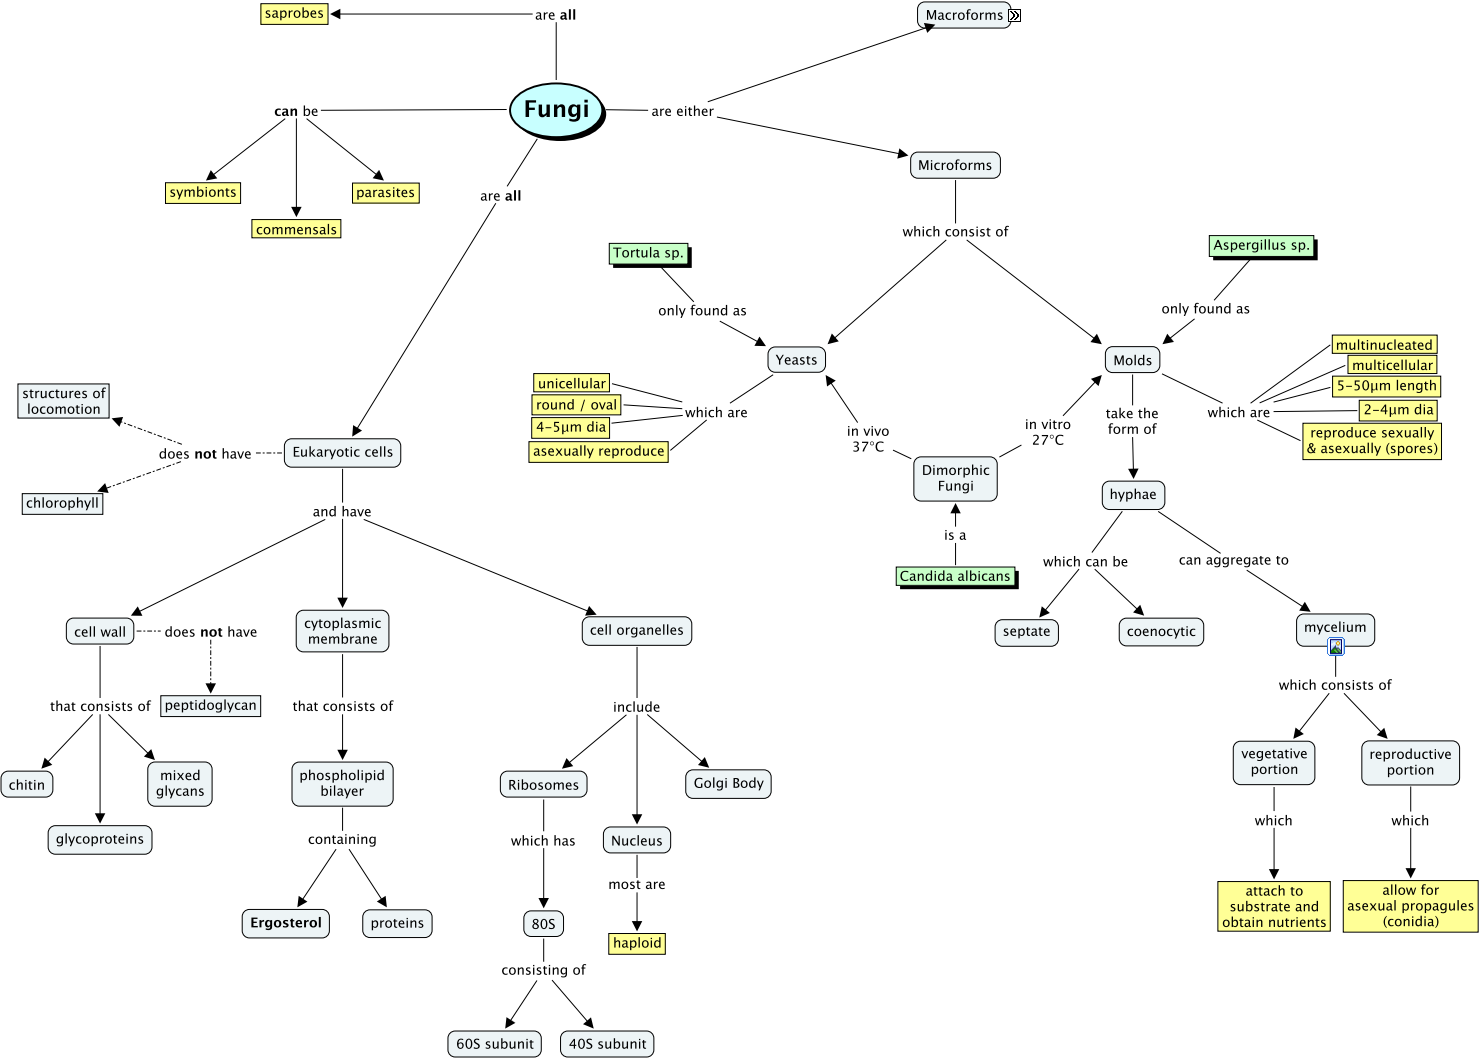 saprobes
are all
Macroforms
Fungi
can be
are either
symbionts
parasites
commensals
are all
Microforms
which consist of
Tortula sp.
Aspergillus sp.
only found as
only found as
Yeasts
Molds
unicellular
round / oval
4-5µm dia
asexually reproduce
which are
in vivo
37°C
in vitro
27°C
take the
form of
which are
multinucleated
multicellular
5-50µm length
2-4µm dia
reproduce sexually
& asexually (spores)
structures of
locomotion
does not have
chlorophyll
Eukaryotic cells
Dimorphic
Fungi
is a
Candida albicans
hyphae
which can be
can aggregate to
septate
coenocytic
mycelium
and have
cell wall
does not have
peptidoglycan
cytoplasmic
membrane
cell organelles
that consists of
that consists of
include
which consists of
chitin
glycoproteins
mixed
glycans
phospholipid
bilayer
containing
Ergosterol
proteins
Ribosomes
Golgi Body
which has
Nucleus
most are
haploid
80S
consisting of
60S subunit
40S subunit
vegetative
portion
reproductive
portion
which
which
attach to
substrate and
obtain nutrients
allow for
asexual propagules
(conidia)